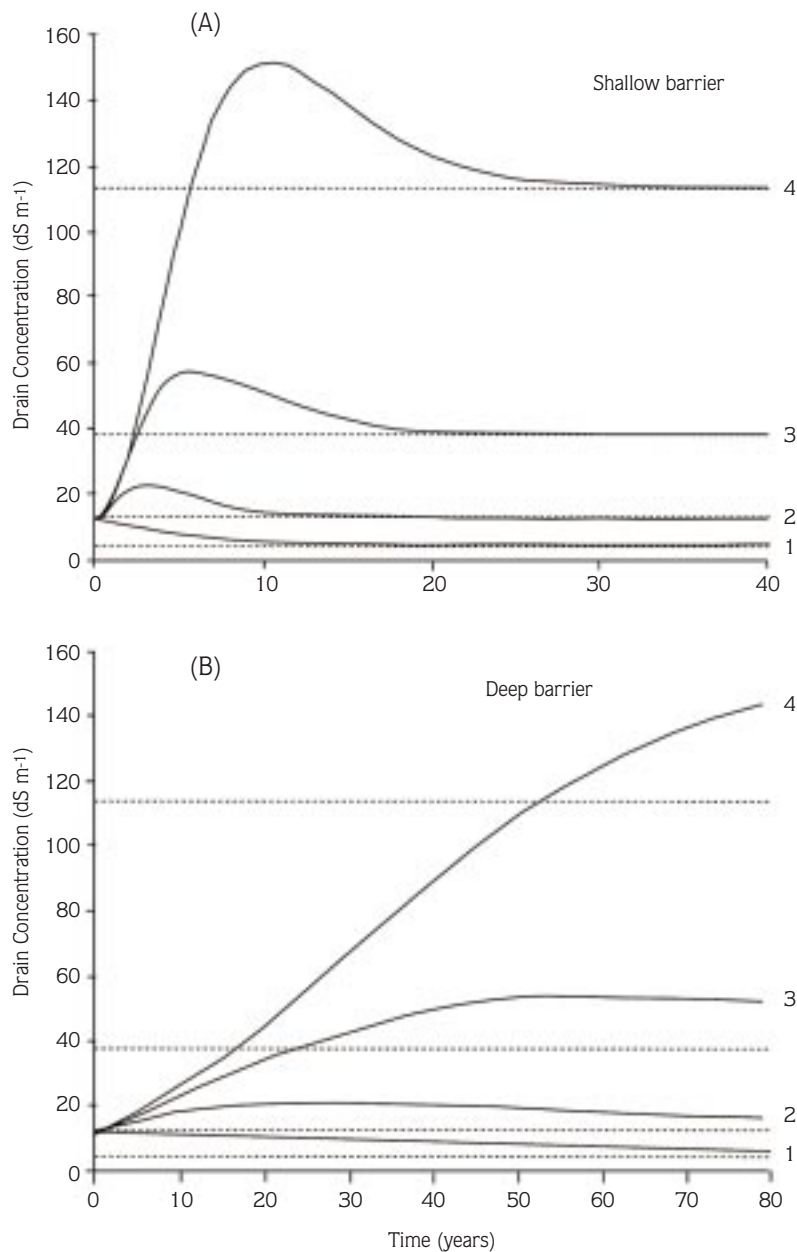 (A)
Shallow barrier
Drain Concentration (dS m-1)
160
140
120
100
80
60
40
20
0
4
3
2
1
0 10 20 30 40
(B)
Deep barrier
Drain Concentration (dS m-1)
160
140
120
100
80
60
40
20
0
4
3
2
1
0 10 20 30 40 50 60 70 80
Time (years)